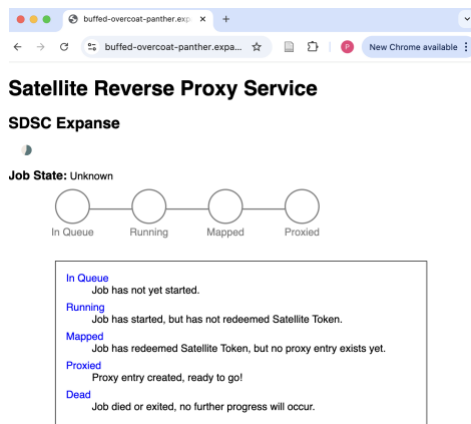 buffed-overcoat-panther.exp
buffed-overcoat-panther.expa...
P
New Chrome available
Satellite Reverse Proxy Service
SDSC Expanse
Job State: Unknown
In Queue
Running
Mapped
Proxied
In Queue
Job has not yet started.
Running
Job has started, but has not redeemed Satellite Token.
Mapped
Job has redeemed Satellite Token, but no proxy entry exists yet.
Proxied
Proxy entry created, ready to go!
Dead
Job died or exited, no further progress will occur.